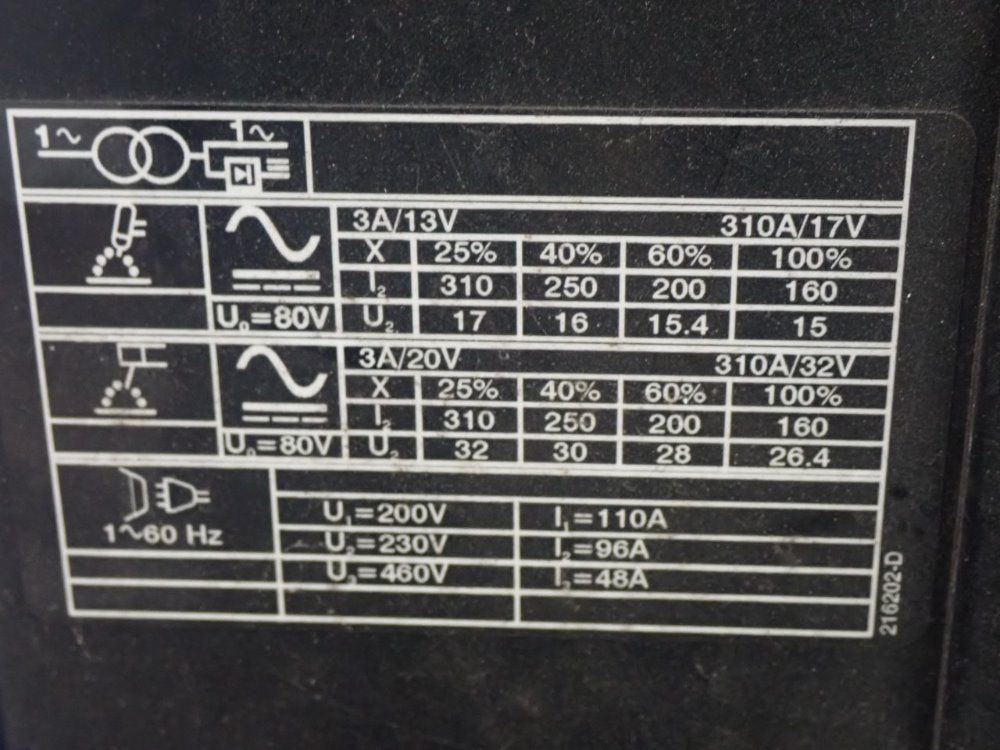 1~ 1~
3A/13V 310A/17V
X 25% 40% 60% 100%
I₂ 310 250 200 160
U₀=80V U₂ 17 16 15.4 15
3A/20V 310A/32V
X 25% 40% 60% 100%
I₂ 310 250 200 160
U₀=80V U₂ 32 30 28 26.4
1~60 Hz
U₁=200V I₁=110A
U₂=230V I₂=96A
U₃=460V I₃=48A
216202-D